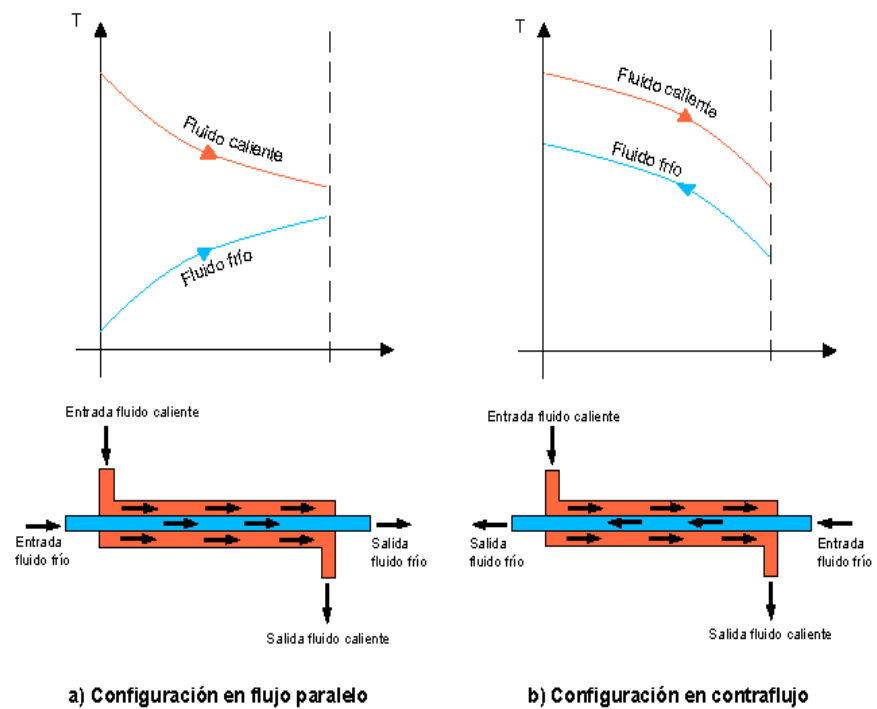 T
Fluido caliente
Fluido frío
T
Fluido caliente
Fluido frío
Entrada fluido caliente
Entrada
fluido frío
Salida
fluido frío
Salida fluido caliente
a) Configuración en flujo paralelo
Entrada fluido caliente
Salida
fluido frío
Entrada
fluido frío
Salida fluido caliente
b) Configuración en contraflujo